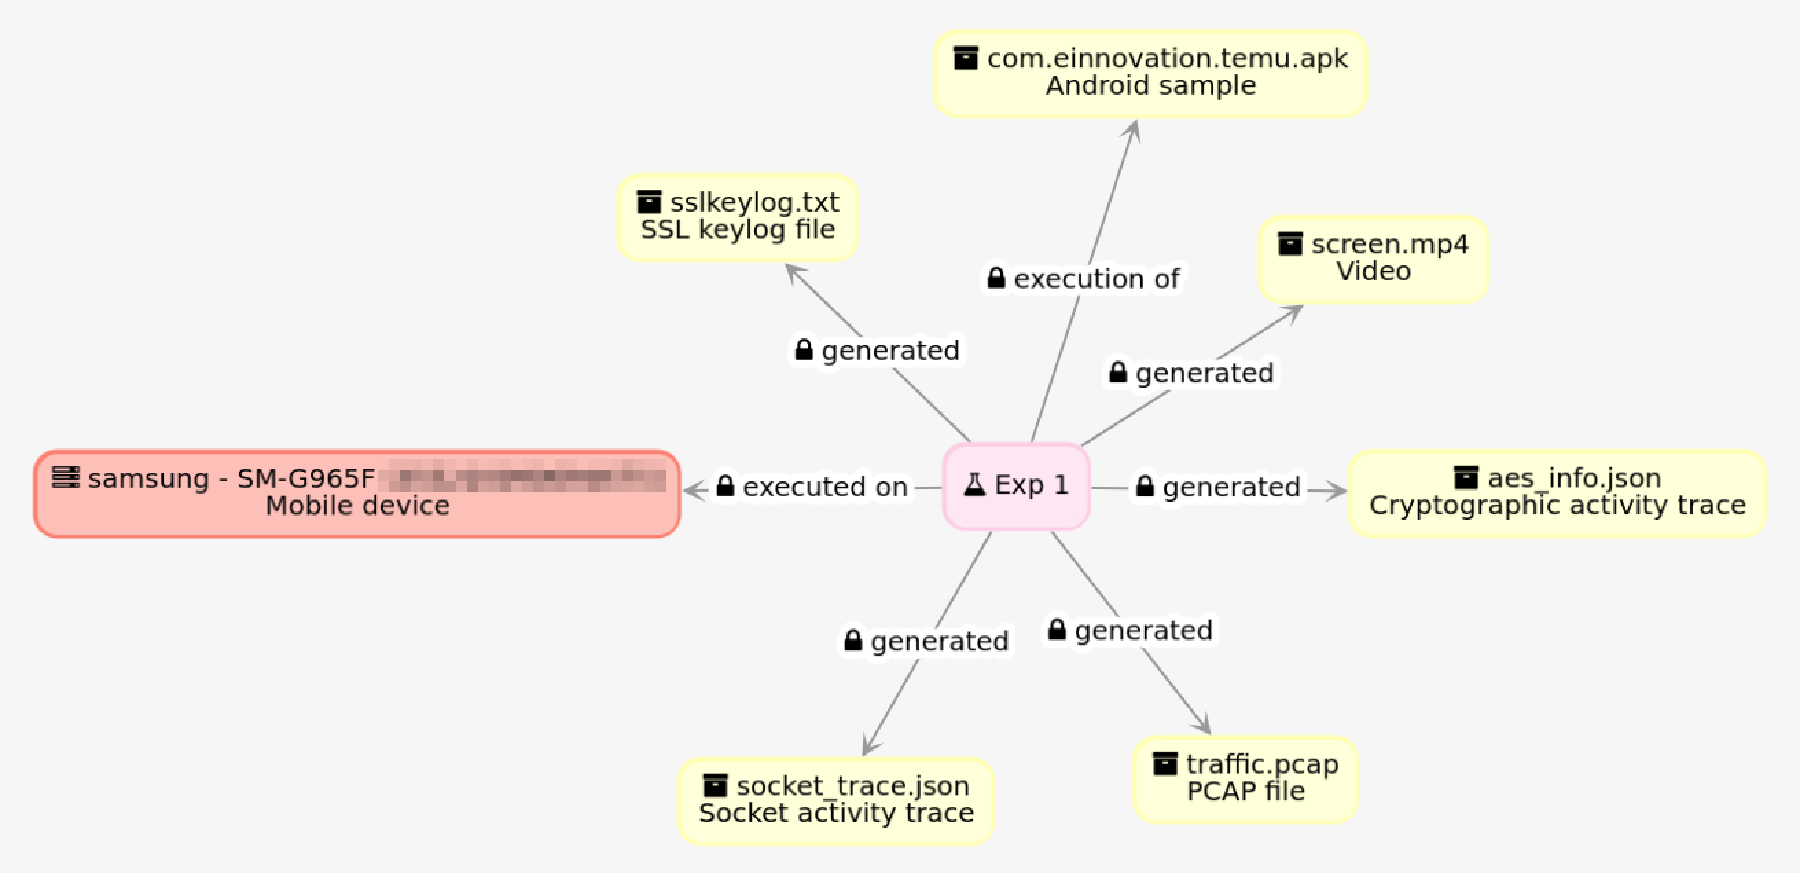 com.einnovation.temu.apk
Android sample
sslkeylog.txt
SSL keylog file
screen.mp4
Video
execution of
generated
generated
samsung - SM-G965F
Mobile device
executed on
Exp 1
generated
aes_info.json
Cryptographic activity trace
generated
generated
socket_trace.json
Socket activity trace
traffic.pcap
PCAP file